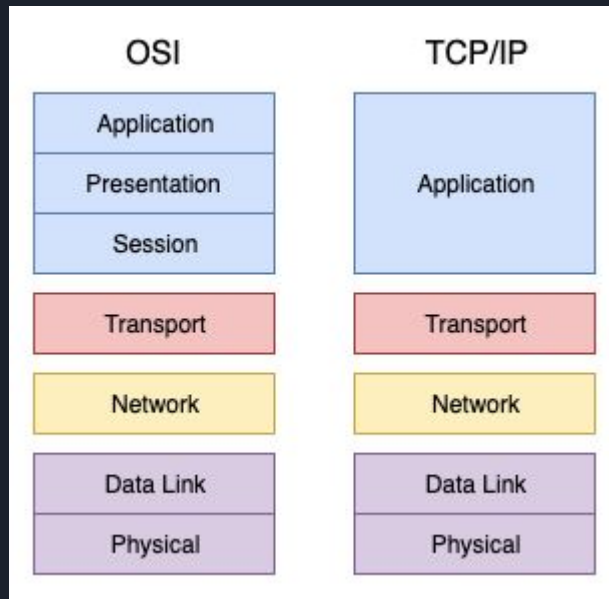 OSI
TCP/IP
Application
Presentation
Session
Transport
Network
Data Link
Physical
Application
Transport
Network
Data Link
Physical